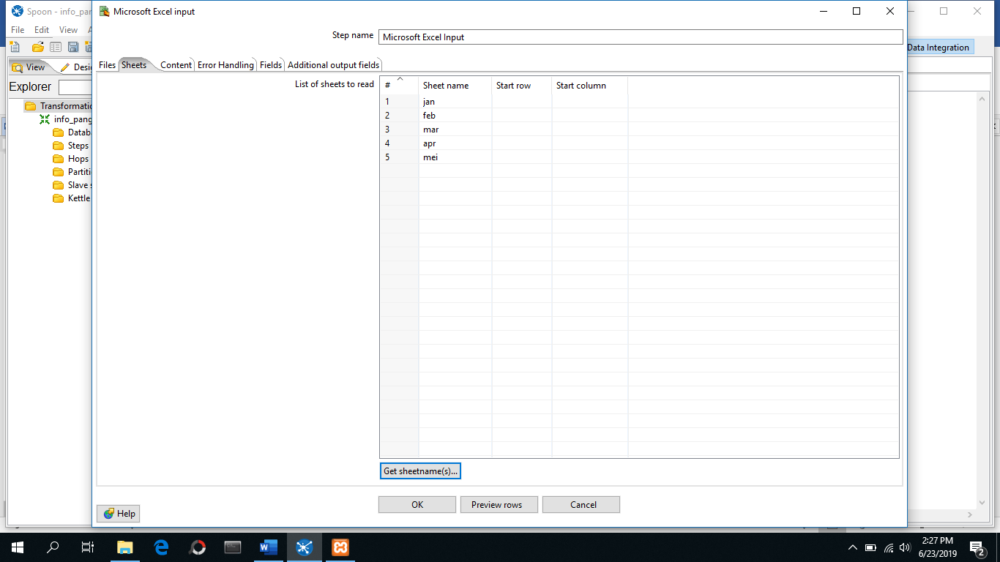 Spoon - info_pan
Microsoft Excel input
File Edit View
Step name Microsoft Excel Input
Data Integration
View
Files Sheets Content Error Handling Fields Additional output fields
Explorer
List of sheets to read
# Sheet name Start row Start column
1 jan
2 feb
3 mar
4 apr
5 mei
Transformatio
info_pang
Datab
Steps
Hops
Partiti
Slave s
Kettle
Get sheetname(s)...
OK Preview rows Cancel
Help
2:27 PM
6/23/2019
2